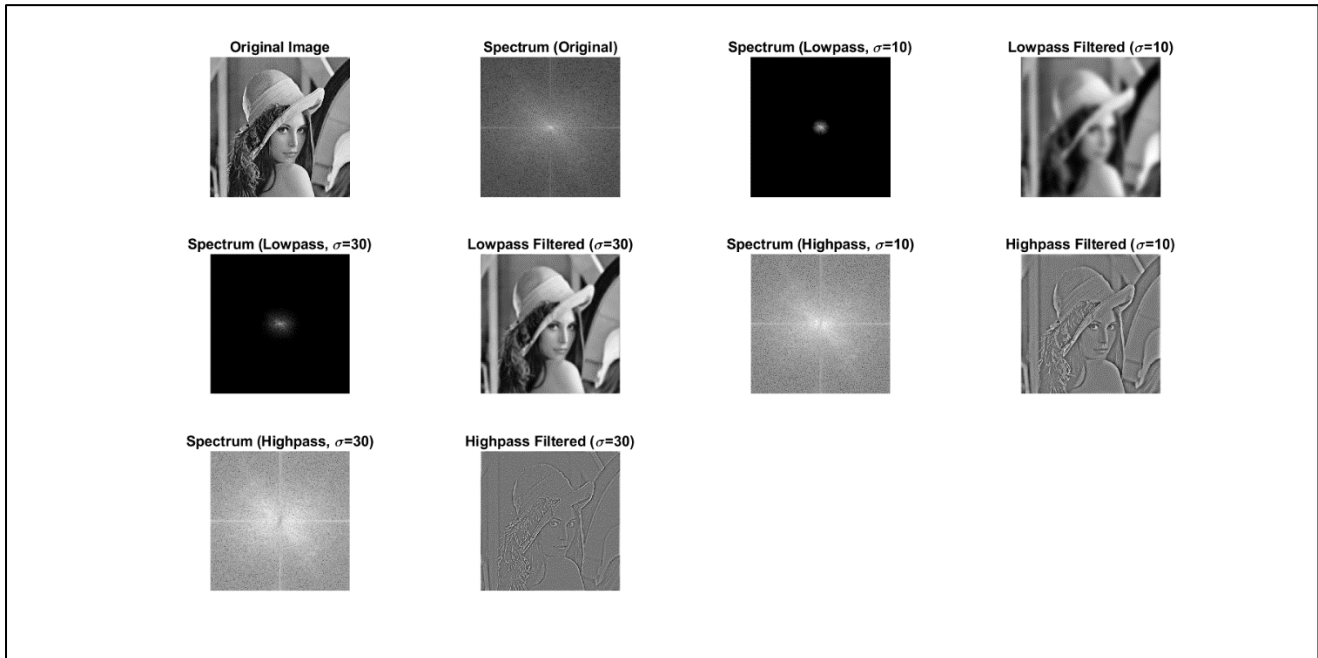 Original Image
Spectrum (Original)
Spectrum (Lowpass, σ=10)
Lowpass Filtered (σ=10)
Spectrum (Lowpass, σ=30)
Lowpass Filtered (σ=30)
Spectrum (Highpass, σ=10)
Highpass Filtered (σ=10)
Spectrum (Highpass, σ=30)
Highpass Filtered (σ=30)